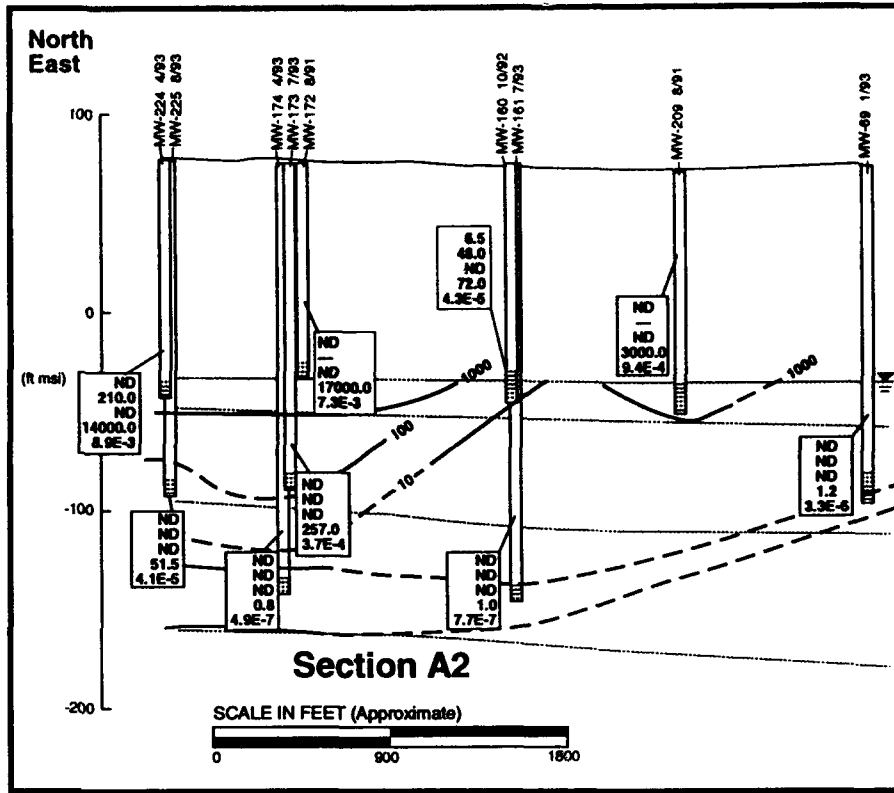 North
East
MW-224 4/93
MW-225 8/93
MW-174 4/93
MW-173 7/93
MW-172 8/91
MW-160 10/92
MW-161 7/93
MW-209 8/91
MW-69 1/93
100
0
(ft msl)
-100
-200
ND
210.0
ND
14000.0
8.9E-3
ND
ND
ND
51.5
4.1E-5
ND
—
ND
17000.0
7.3E-3
ND
ND
ND
257.0
3.7E-4
ND
ND
ND
0.8
4.9E-7
6.5
48.0
ND
72.0
4.3E-5
ND
ND
ND
1.0
7.7E-7
ND
—
ND
3000.0
9.4E-4
ND
ND
ND
1.2
3.3E-6
1000
100
10
1000
Section A2
SCALE IN FEET (Approximate)
0
900
1800